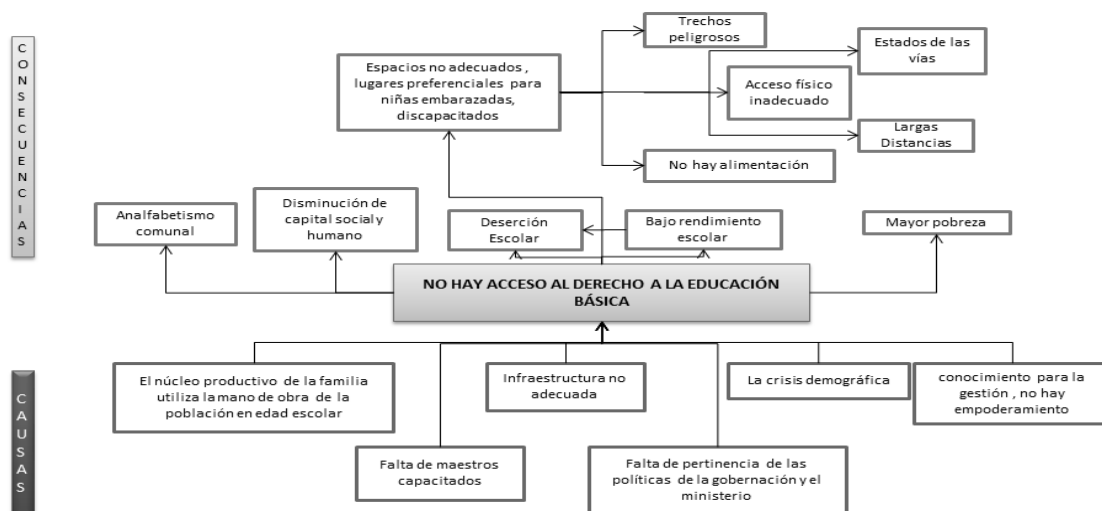 CONSECUENCIAS
Trechos
peligrosos
Estados de las
vías
Espacios no adecuados ,
lugares preferenciales para
niñas embarazadas,
discapacitados
Acceso físico
inadecuado
Largas
Distancias
No hay alimentación
Analfabetismo
comunal
Disminución de
capital social y
humano
Deserción
Escolar
Bajo rendimiento
escolar
Mayor pobreza
NO HAY ACCESO AL DERECHO A LA EDUCACIÓN
BÁSICA
CAUSAS
El núcleo productivo de la familia
utiliza la mano de obra de la
población en edad escolar
Infraestructura no
adecuada
La crisis demográfica
conocimiento para la
gestión , no hay
empoderamiento
Falta de maestros
capacitados
Falta de pertinencia de las
políticas de la gobernación y el
ministerio